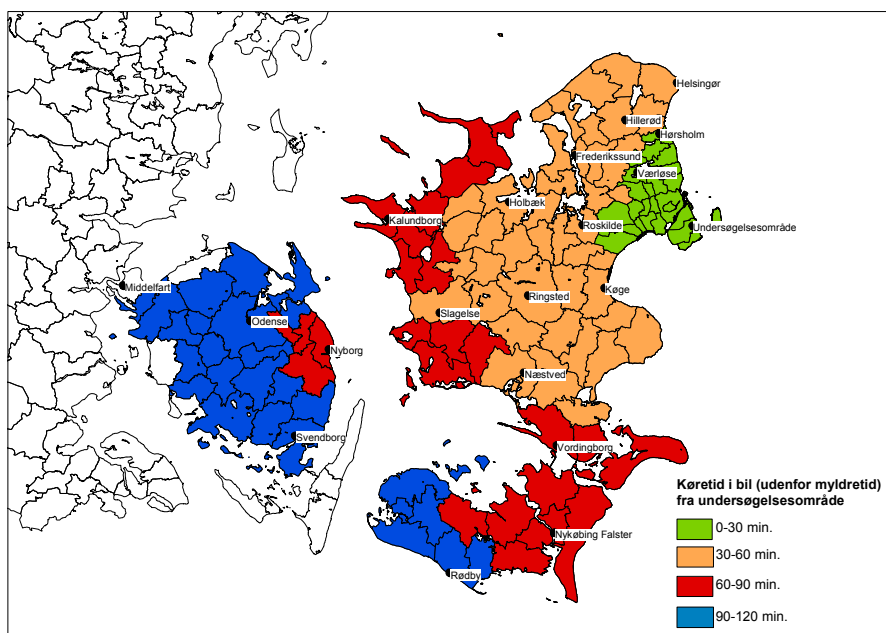 Helsingør
Hillerød
Hørsholm
Frederikssund
Værløse
Holbæk
Kalundborg
Roskilde
Undersøgelsesområde
Middelfart
Køge
Ringsted
Slagelse
Odense
Nyborg
Næstved
Svendborg
Vordingborg
Køretid i bil (udenfor myldretid)
fra undersøgelsesområde
0-30 min.
Nykøbing Falster
30-60 min.
Rødby
60-90 min.
90-120 min.